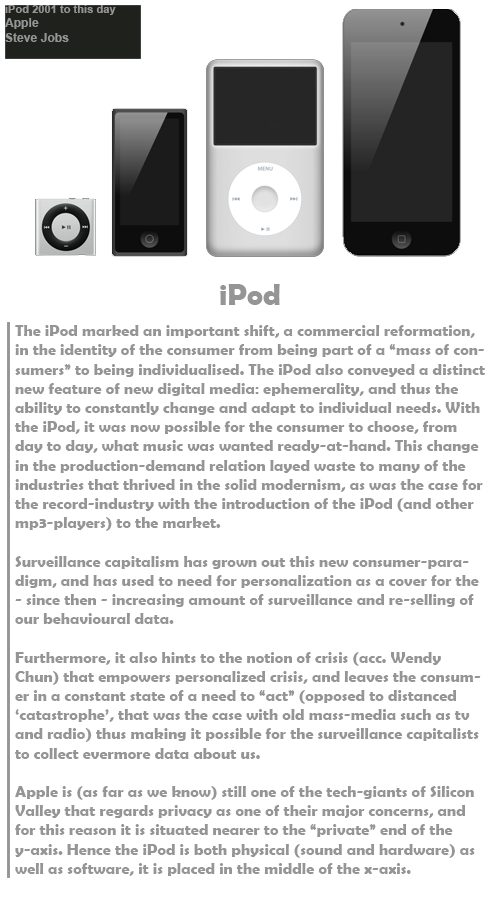 iPod 2001 to this day
Apple
Steve Jobs
MENU
iPod
The iPod marked an important shift, a commercial reformation,
in the identity of the consumer from being part of a “mass of con-
sumers” to being individualised. The iPod also conveyed a distinct
new feature of new digital media: ephemerality, and thus the
ability to constantly change and adapt to individual needs. With
the iPod, it was now possible for the consumer to choose, from
day to day, what music was wanted ready-at-hand. This change
in the production-demand relation layed waste to many of the
industries that thrived in the solid modernism, as was the case for
the record-industry with the introduction of the iPod (and other
mp3-players) to the market.
Surveillance capitalism has grown out this new consumer-para-
digm, and has used to need for personalization as a cover for the
- since then - increasing amount of surveillance and re-selling of
our behavioural data.
Furthermore, it also hints to the notion of crisis (acc. Wendy
Chun) that empowers personalized crisis, and leaves the consum-
er in a constant state of a need to “act” (opposed to distanced
‘catastrophe’, that was the case with old mass-media such as tv
and radio) thus making it possible for the surveillance capitalists
to collect evermore data about us.
Apple is (as far as we know) still one of the tech-giants of Silicon
Valley that regards privacy as one of their major concerns, and
for this reason it is situated nearer to the “private” end of the
y-axis. Hence the iPod is both physical (sound and hardware) as
well as software, it is placed in the middle of the x-axis.